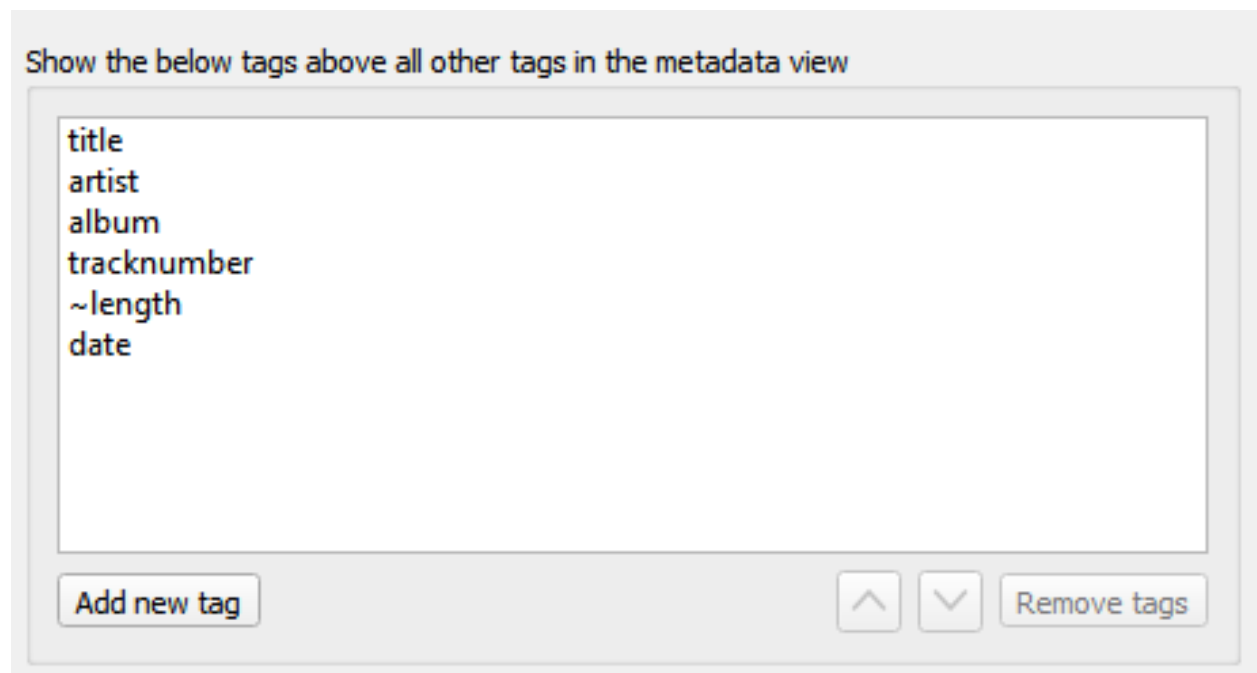 Show the below tags above all other tags in the metadata view
title
artist
album
tracknumber
~length
date
Add new tag
Remove tags